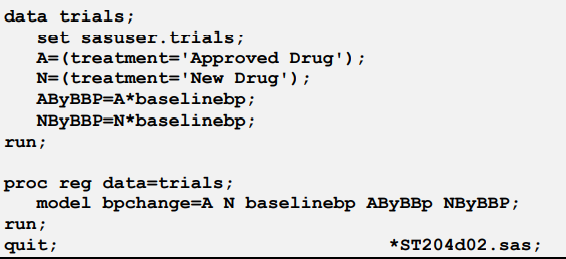 data trials;
set sasuser.trials;
A=(treatment='Approved Drug');
N=(treatment='New Drug');
AByBBP=A*baselinebp;
NByBBP=N*baselinebp;
run;
proc reg data=trials;
model bpchange=A N baselinebp AByBBp NByBBP;
run;
quit; *ST204d02.sas;